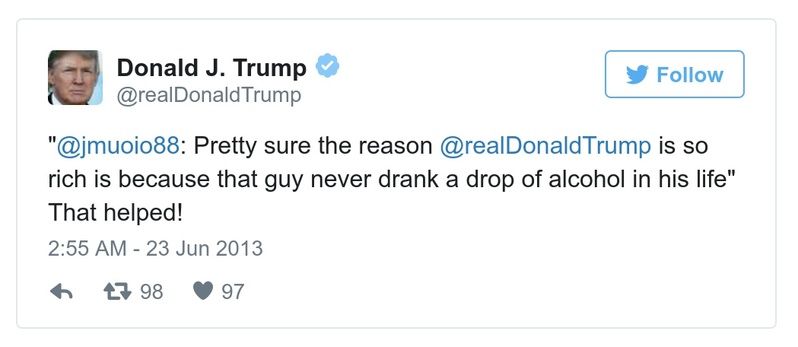 Donald J. Trump
@realDonaldTrump
Follow
"@jmuoio88: Pretty sure the reason @realDonaldTrump is so
rich is because that guy never drank a drop of alcohol in his life"
That helped!
2:55 AM - 23 Jun 2013
98 97